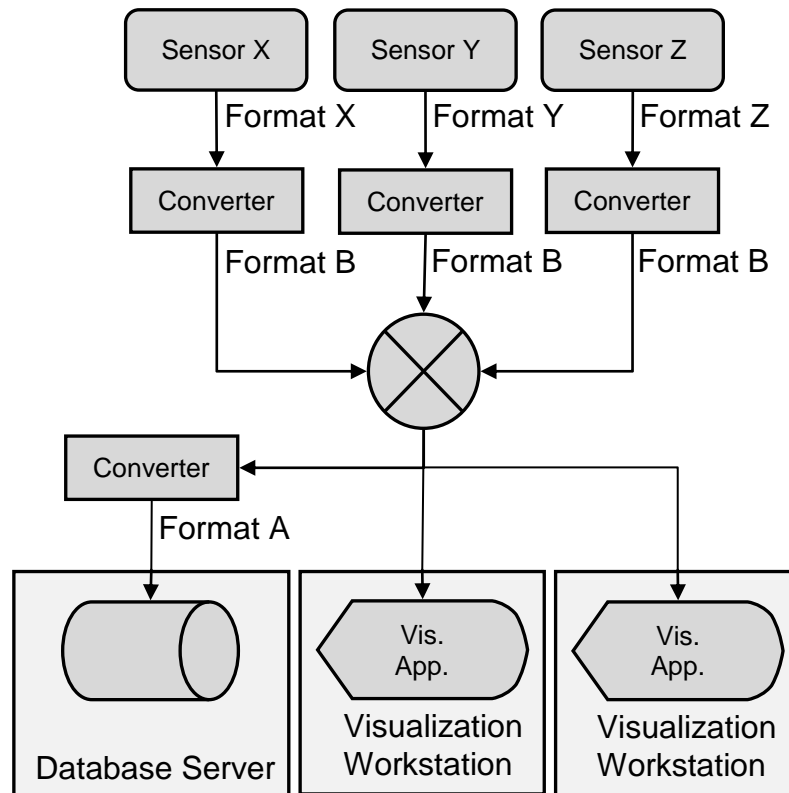 Sensor X
Sensor Y
Sensor Z
Format X
Format Y
Format Z
Converter
Converter
Converter
Format B
Format B
Format B
Converter
Format A
Vis.
App.
Vis.
App.
Database Server
Visualization
Workstation
Visualization
Workstation